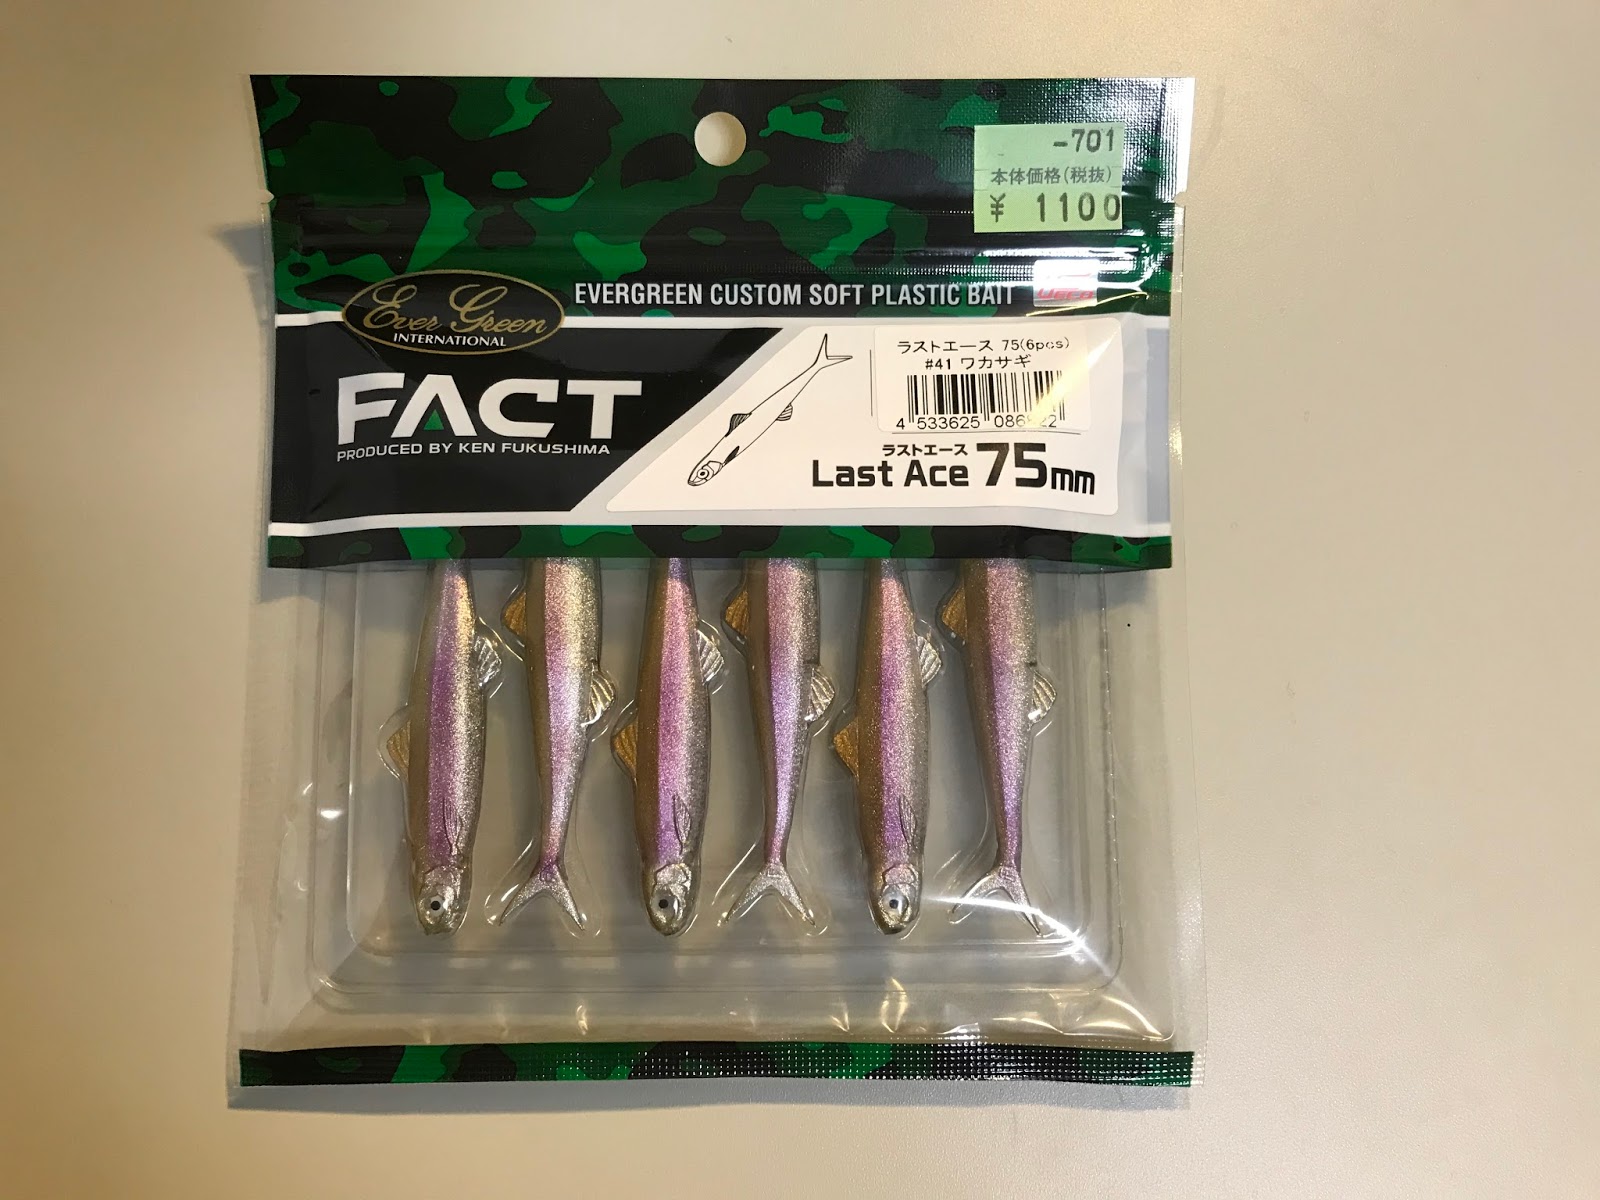 -701
本体価格(税抜)
¥ 1100
Ever Green
INTERNATIONAL
EVERGREEN CUSTOM SOFT PLASTIC BAIT
FACT
PRODUCED BY KEN FUKUSHIMA
ラストエース 75(6pcs)
#41 ワカサギ
4 533625
ラストエース
Last Ace 75mm